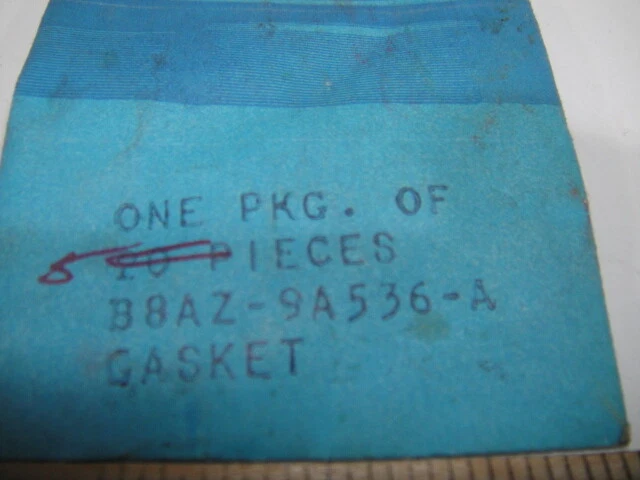 ONE PKG. OF
5 10 PIECES
B8AZ-9A536-A
GASKET